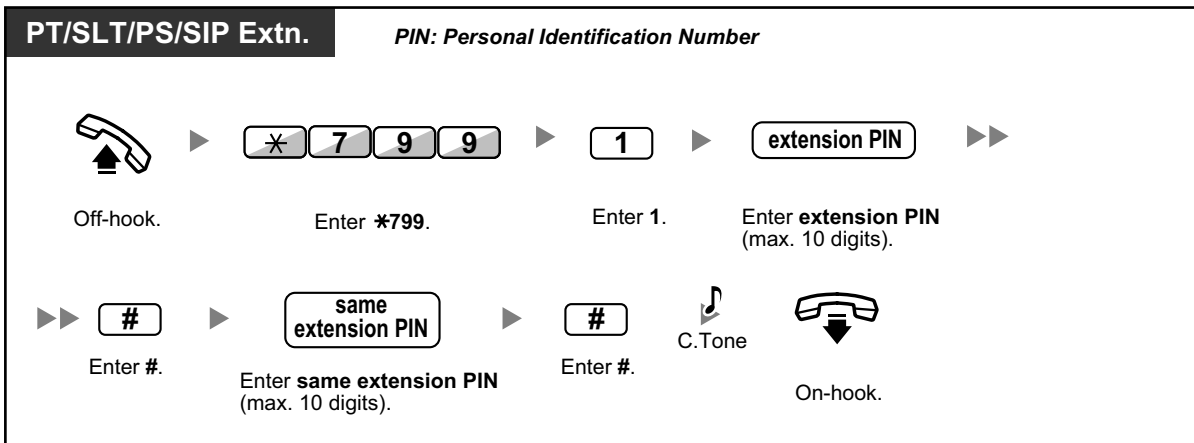 PT/SLT/PS/SIP Extn.
PIN: Personal Identification Number
* 7 9 9
1
extension PIN
Off-hook.
Enter *799.
Enter 1.
Enter extension PIN
(max. 10 digits).
#
same
extension PIN
#
C.Tone
Enter #.
Enter same extension PIN
(max. 10 digits).
Enter #.
On-hook.